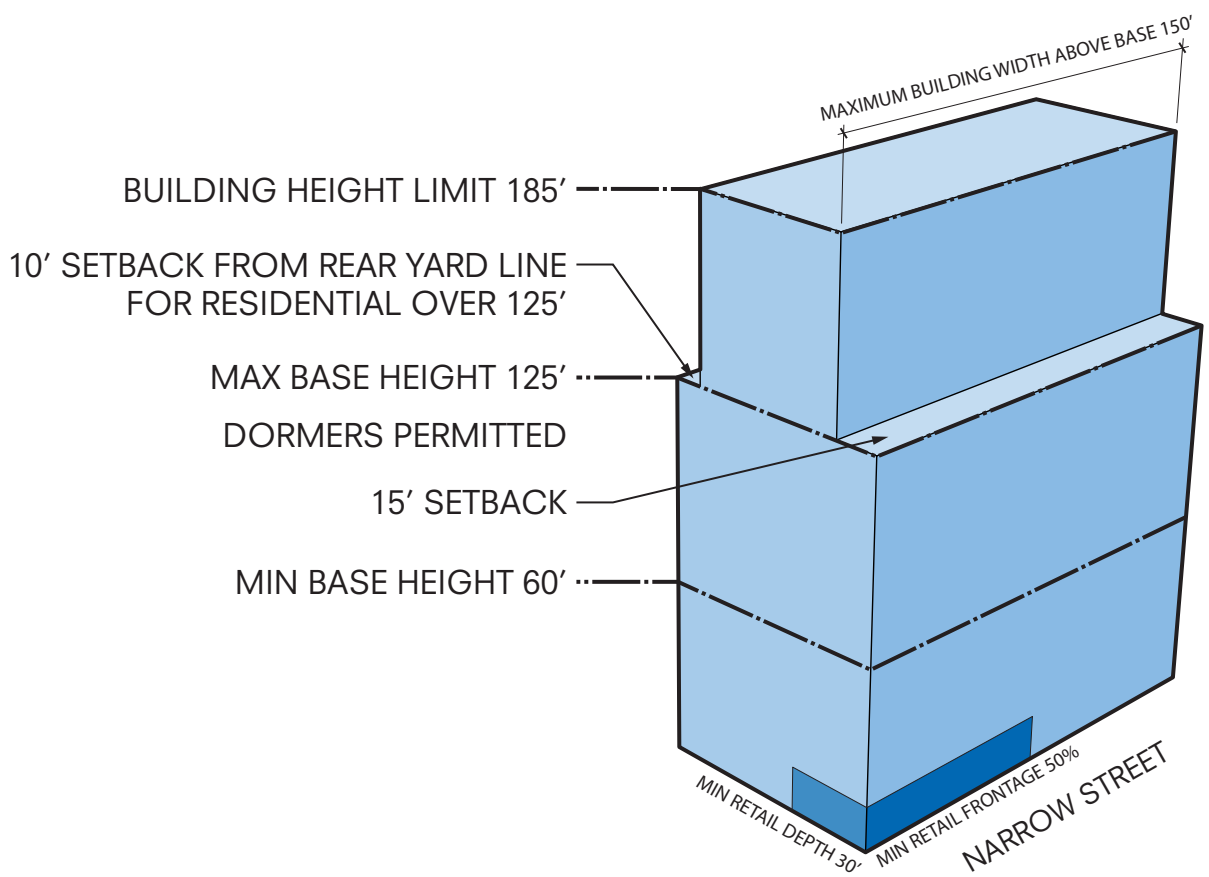 MAXIMUM BUILDING WIDTH ABOVE BASE 150′
BUILDING HEIGHT LIMIT 185′
10′ SETBACK FROM REAR YARD LINE
FOR RESIDENTIAL OVER 125′
MAX BASE HEIGHT 125′
DORMERS PERMITTED
15′ SETBACK
MIN BASE HEIGHT 60′
MIN RETAIL DEPTH 30′
MIN RETAIL FRONTAGE 50%
NARROW STREET